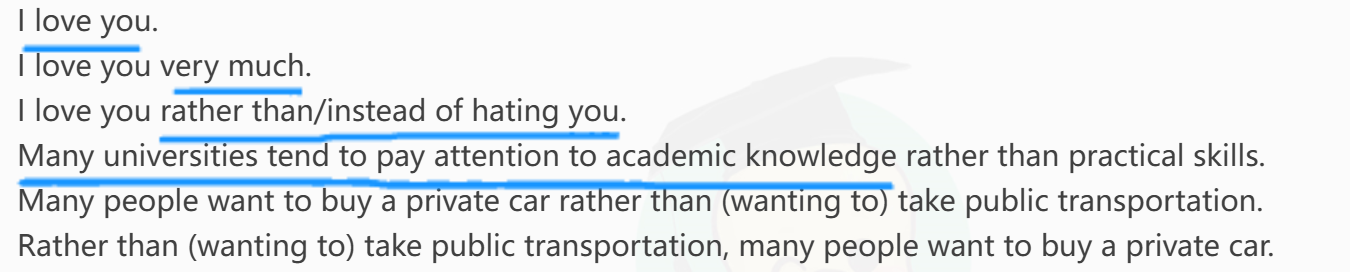 I love you.
I love you very much.
I love you rather than/instead of hating you.
Many universities tend to pay attention to academic knowledge rather than practical skills.
Many people want to buy a private car rather than (wanting to) take public transportation.
Rather than (wanting to) take public transportation, many people want to buy a private car.